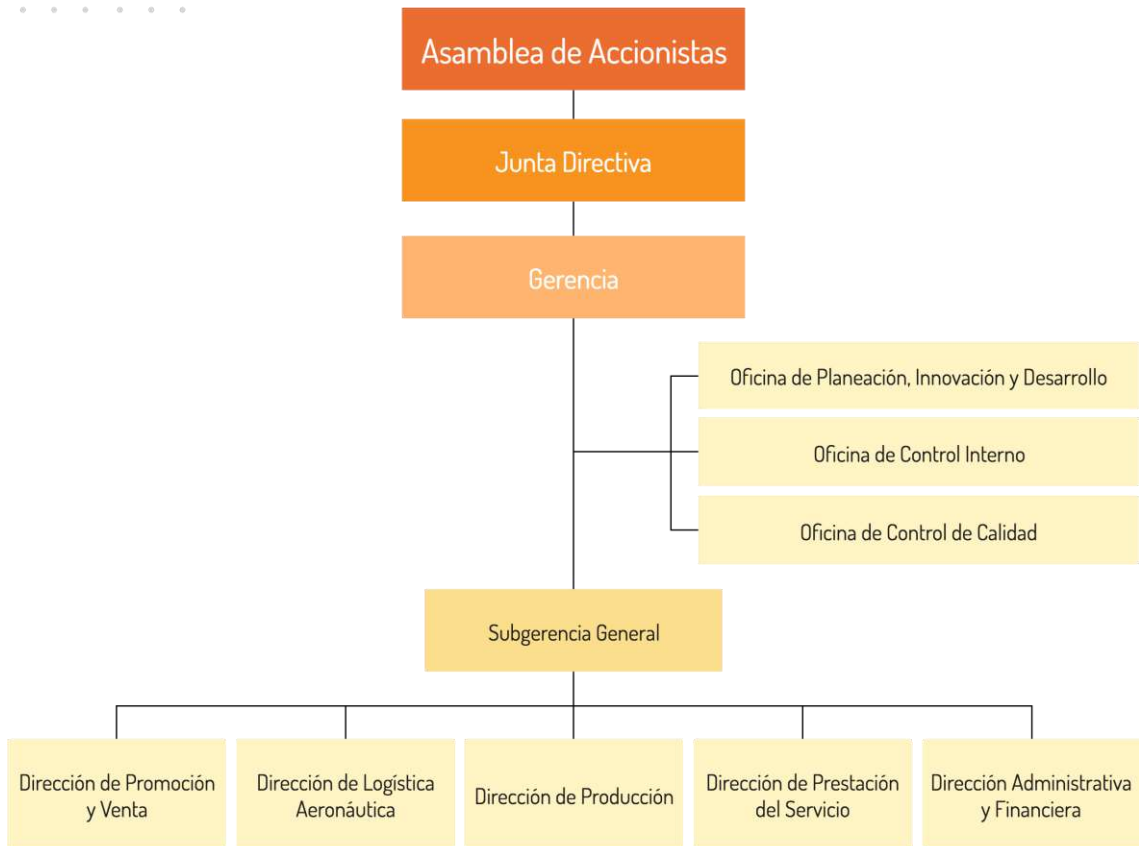 Asamblea de Accionistas
Junta Directiva
Gerencia
Oficina de Planeación, Innovación y Desarrollo
Oficina de Control Interno
Oficina de Control de Calidad
Subgerencia General
Dirección de Promoción
y Venta
Dirección de Logística
Aeronáutica
Dirección de Producción
Dirección de Prestación
del Servicio
Dirección Administrativa
y Financiera